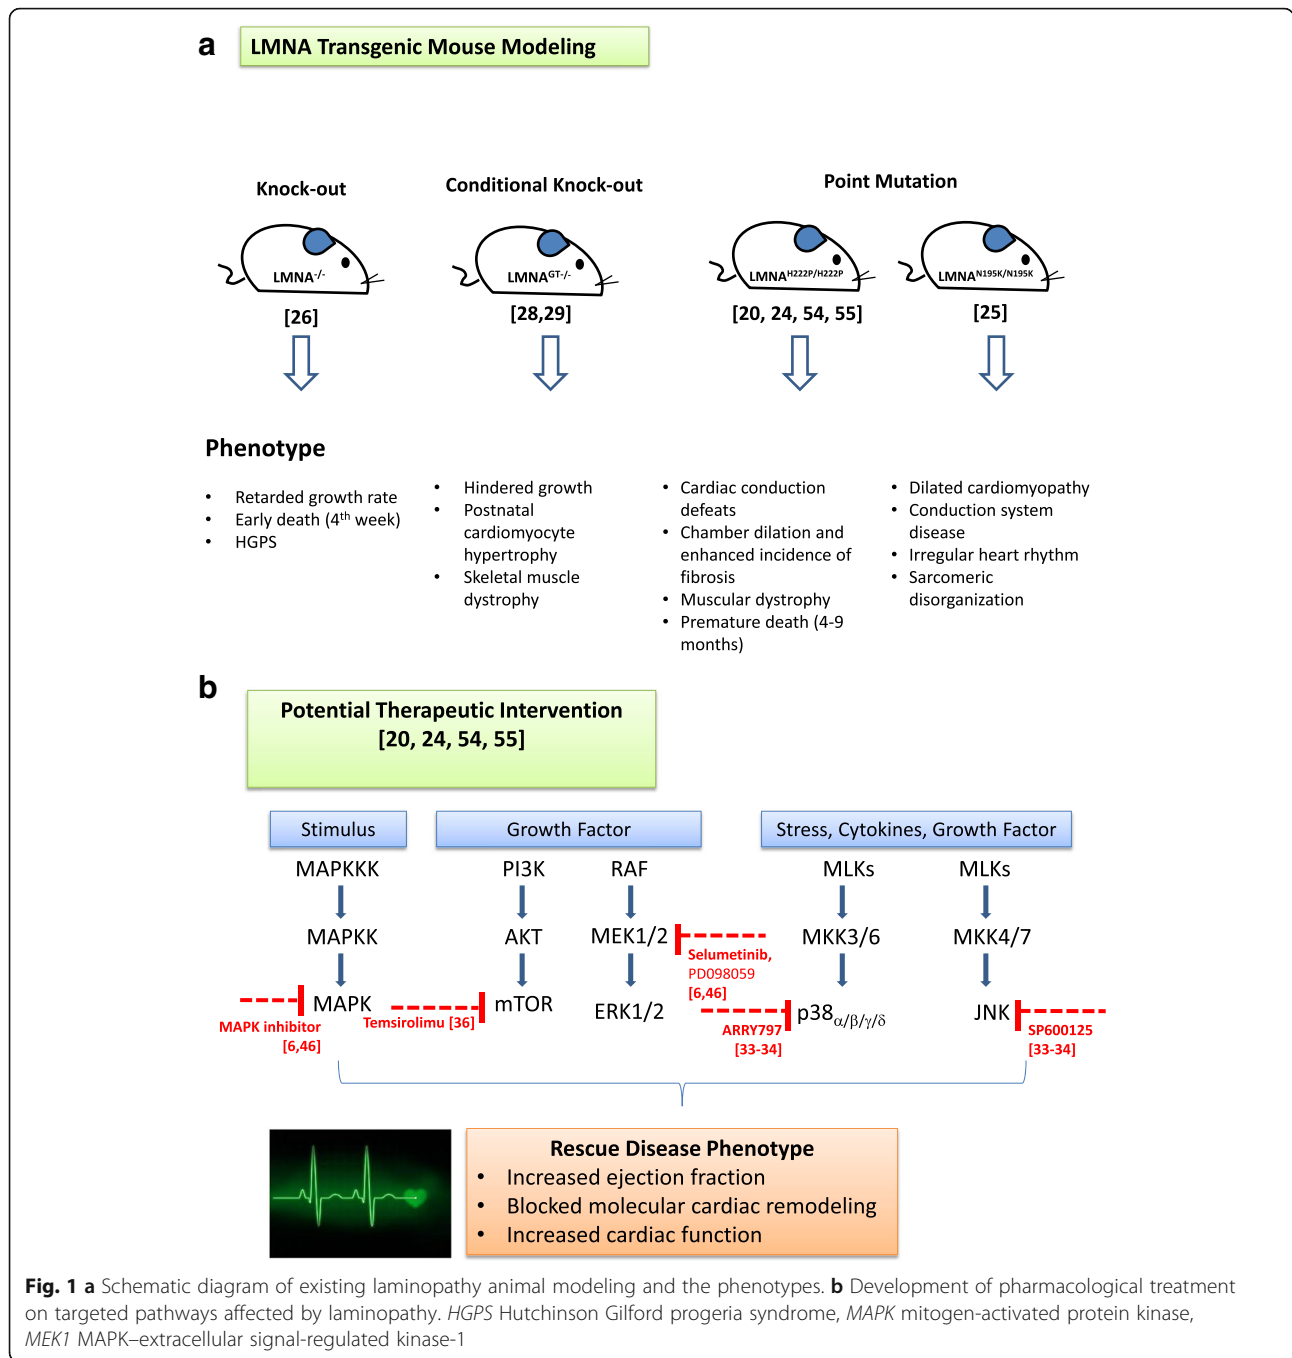 a
LMNA Transgenic Mouse Modeling
Knock-out
Conditional Knock-out
Point Mutation
LMNA-/-
LMNAGT-/-
LMNAH222P/H222P
LMNAN195K/N195K
[26]
[28,29]
[20, 24, 54, 55]
[25]
Phenotype
• Retarded growth rate
• Early death (4th week)
• HGPS
• Hindered growth
• Postnatal
cardiomyocyte
hypertrophy
• Skeletal muscle
dystrophy
• Cardiac conduction
defeats
• Chamber dilation and
enhanced incidence of
fibrosis
• Muscular dystrophy
• Premature death (4-9
months)
• Dilated cardiomyopathy
• Conduction system
disease
• Irregular heart rhythm
• Sarcomeric
disorganization
b
Potential Therapeutic Intervention
[20, 24, 54, 55]
Stimulus
Growth Factor
Stress, Cytokines, Growth Factor
MAPKKK
PI3K
RAF
MLKs
MLKs
MAPKK
AKT
MEK1/2
MKK3/6
MKK4/7
Selumetinib,
PD098059
[6,46]
MAPK
mTOR
ERK1/2
p38α/β/γ/δ
JNK
MAPK inhibitor
[6,46]
Temsirolimu [36]
ARRY797
[33-34]
SP600125
[33-34]
Rescue Disease Phenotype
• Increased ejection fraction
• Blocked molecular cardiac remodeling
• Increased cardiac function
Fig. 1 a Schematic diagram of existing laminopathy animal modeling and the phenotypes. b Development of pharmacological treatment
on targeted pathways affected by laminopathy. HGPS Hutchinson Gilford progeria syndrome, MAPK mitogen-activated protein kinase,
MEK1 MAPK–extracellular signal-regulated kinase-1